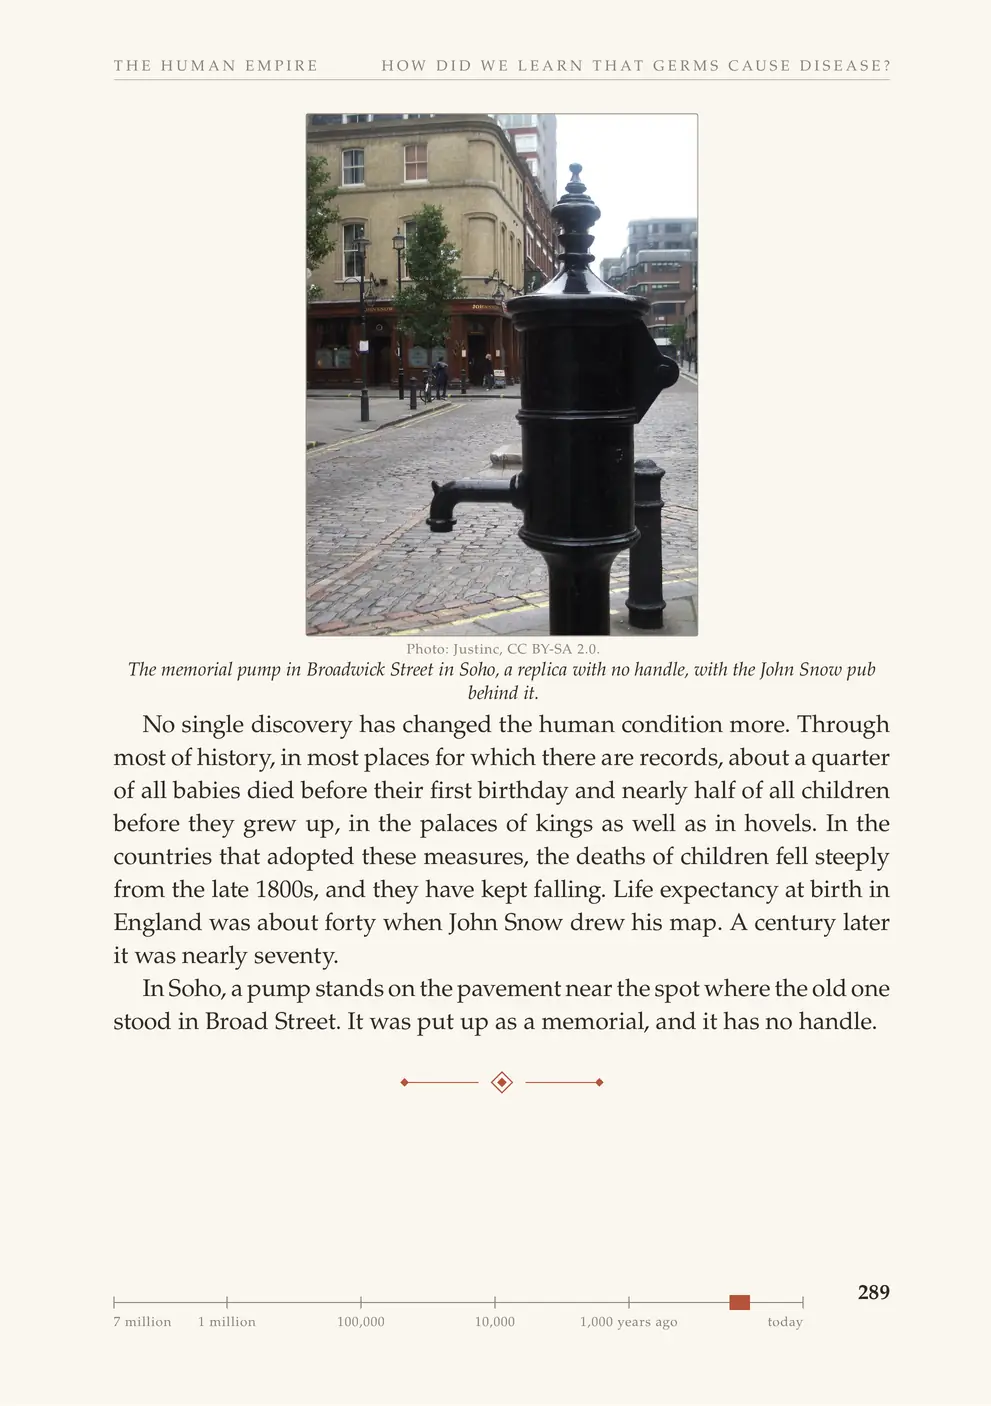 THE HUMAN EMPIRE
HOW DID WE LEARN THAT GERMS CAUSE DISEASE?
Photo: Justinc, CC BY-SA 2.0.
The memorial pump in Broadwick Street in Soho, a replica with no handle, with the John Snow pub
behind it.
No single discovery has changed the human condition more. Through
most of history, in most places for which there are records, about a quarter
of all babies died before their first birthday and nearly half of all children
before they grew up, in the palaces of kings as well as in hovels. In the
countries that adopted these measures, the deaths of children fell steeply
from the late 1800s, and they have kept falling. Life expectancy at birth in
England was about forty when John Snow drew his map. A century later
it was nearly seventy.
In Soho, a pump stands on the pavement near the spot where the old one
stood in Broad Street. It was put up as a memorial, and it has no handle.
289
7 million
1 million
100,000
10,000
1,000 years ago
today